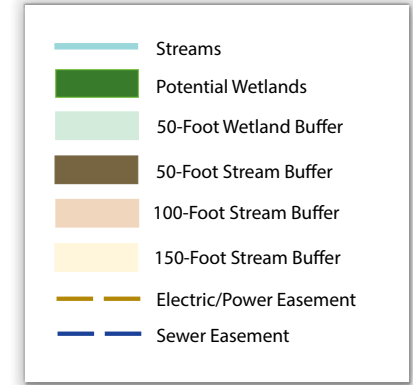 Streams
Potential Wetlands
50-Foot Wetland Buffer
50-Foot Stream Buffer
100-Foot Stream Buffer
150-Foot Stream Buffer
Electric/Power Easement
Sewer Easement